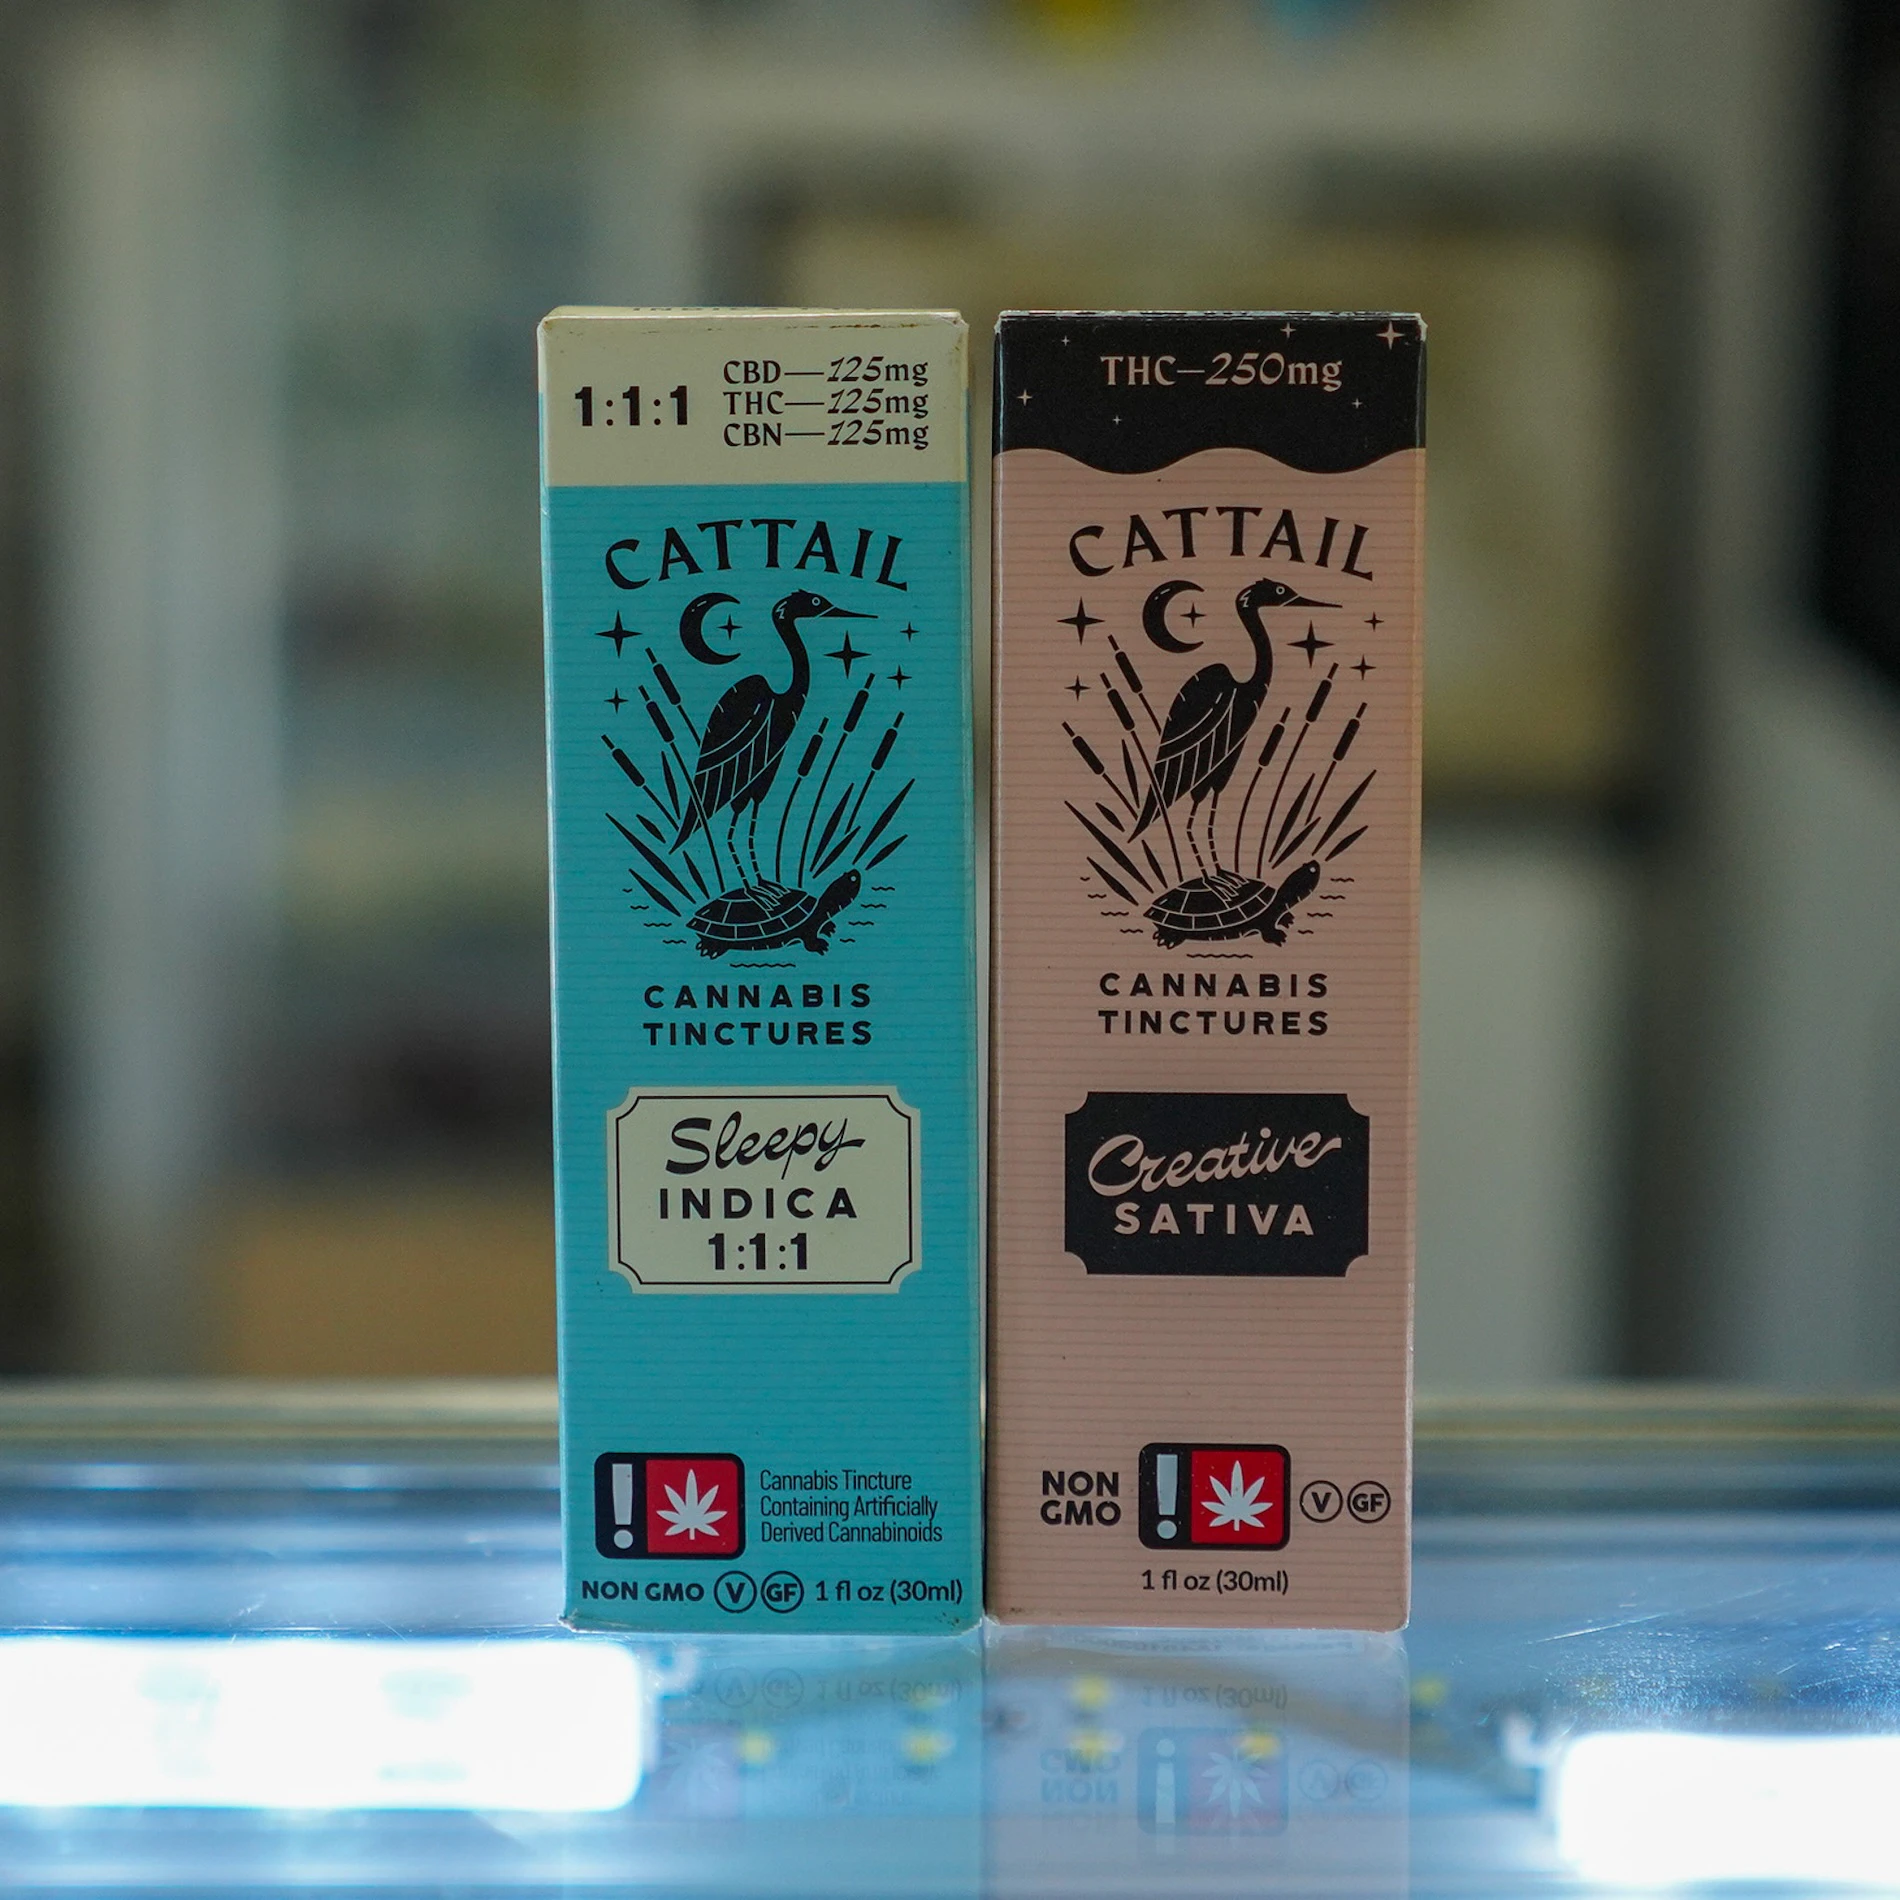 1:1:1
CBD—125mg
THC—125mg
CBN—125mg
CATTAIL
CANNABIS
TINCTURES
Sleepy
INDICA
1:1:1
Cannabis Tincture
Containing Artificially
Derived Cannabinoids
NON GMO V GF 1 fl oz (30ml)
THC—250mg
CATTAIL
CANNABIS
TINCTURES
Creative
SATIVA
NON
GMO
V GF
1 fl oz (30ml)